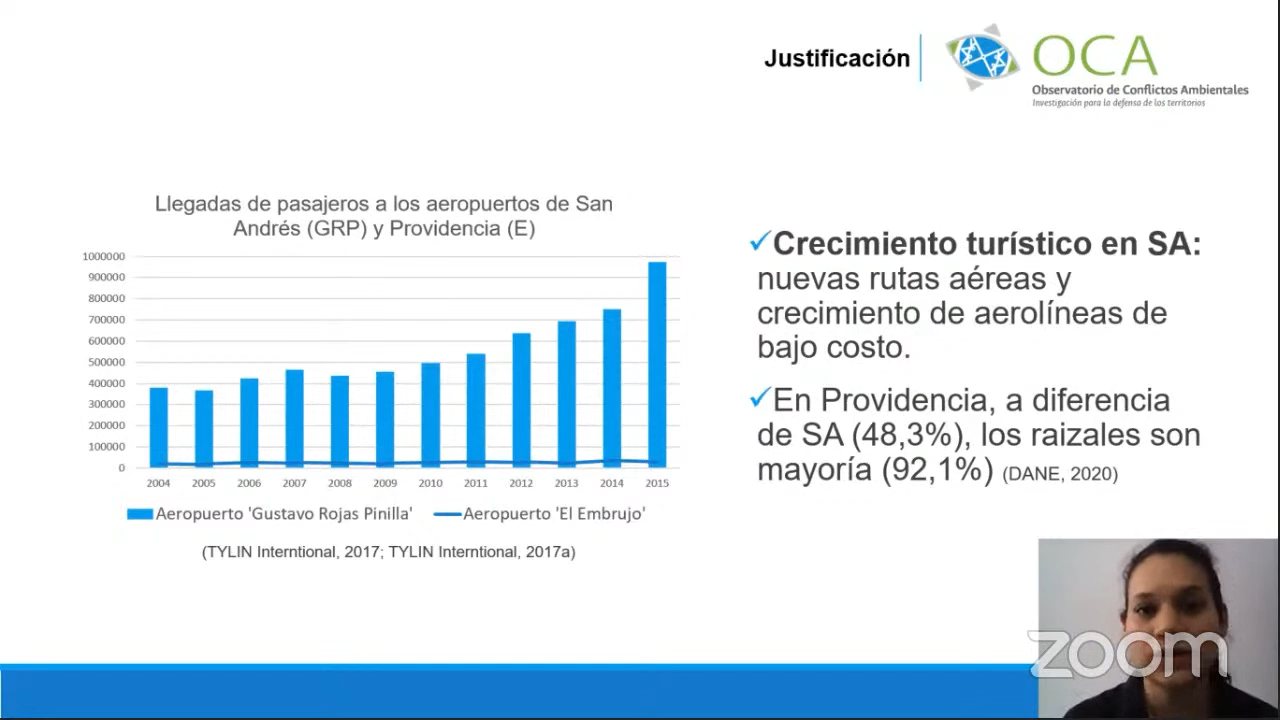 Justificación
OCA
Observatorio de Conflictos Ambientales
Investigación para la defensa de los territorios
Llegadas de pasajeros a los aeropuertos de San
Andrés (GRP) y Providencia (E)
1000000
900000
800000
700000
600000
500000
400000
300000
200000
100000
0
2004 2005 2006 2007 2008 2009 2010 2011 2012 2013 2014 2015
Aeropuerto 'Gustavo Rojas Pinilla' Aeropuerto 'El Embrujo'
(TYLIN Interntional, 2017; TYLIN Interntional, 2017a)
✓Crecimiento turístico en SA:
nuevas rutas aéreas y
crecimiento de aerolíneas de
bajo costo.
✓En Providencia, a diferencia
de SA (48,3%), los raizales son
mayoría (92,1%) (DANE, 2020)
zoom